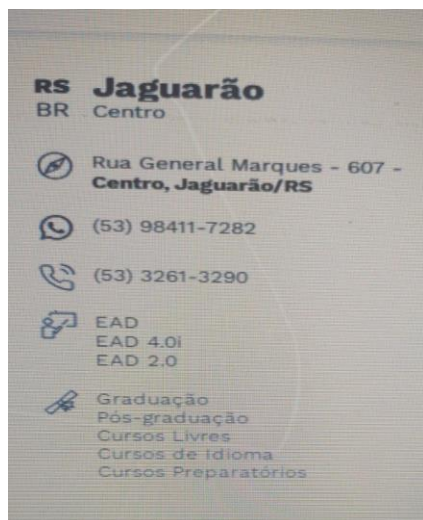 RS Jaguarão
BR Centro
Rua General Marques - 607 -
Centro, Jaguarão/RS
(53) 98411-7282
(53) 3261-3290
EAD
EAD 4.0i
EAD 2.0
Graduação
Pós-graduação
Cursos Livres
Cursos de Idioma
Cursos Preparatórios